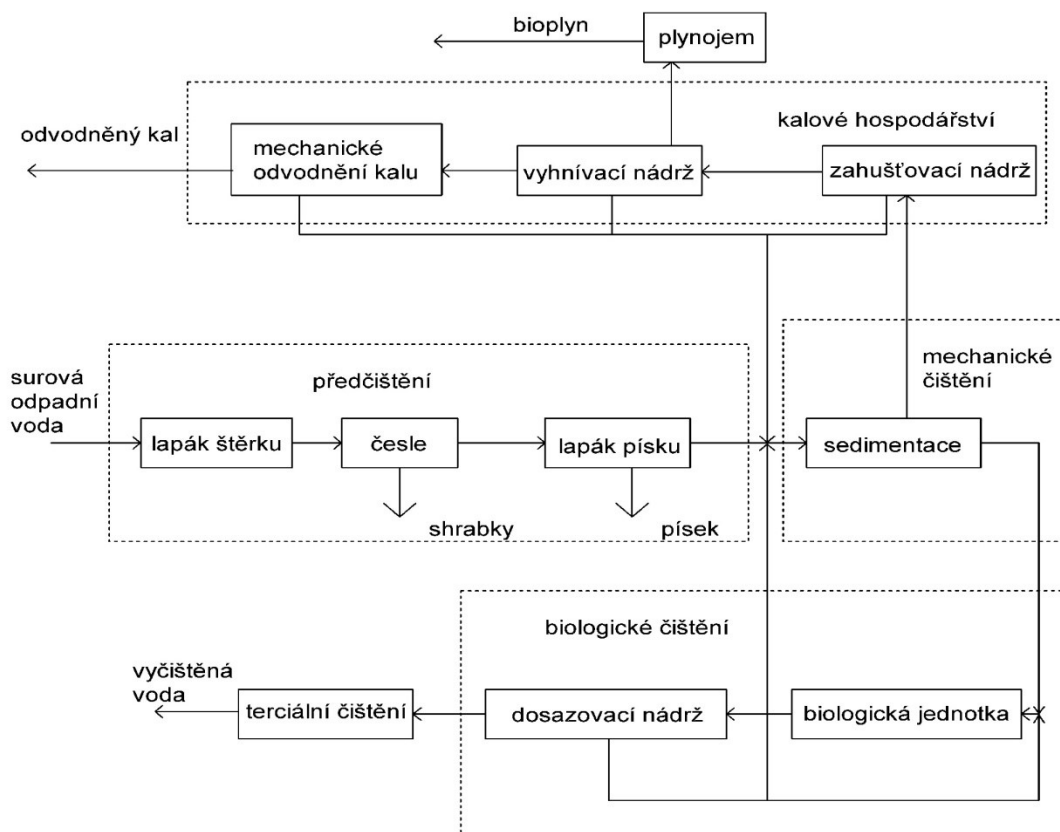 bioplyn
plynojem
kalové hospodářství
odvodněný kal
mechanické
odvodnění kalu
vyhnívací nádrž
zahušťovací nádrž
mechanické
čištění
surová
odpadní
voda
předčištění
lapák štěrku
česle
lapák písku
sedimentace
shrabky
písek
biologické čištění
vyčištěná
voda
terciální čištění
dosazovací nádrž
biologická jednotka